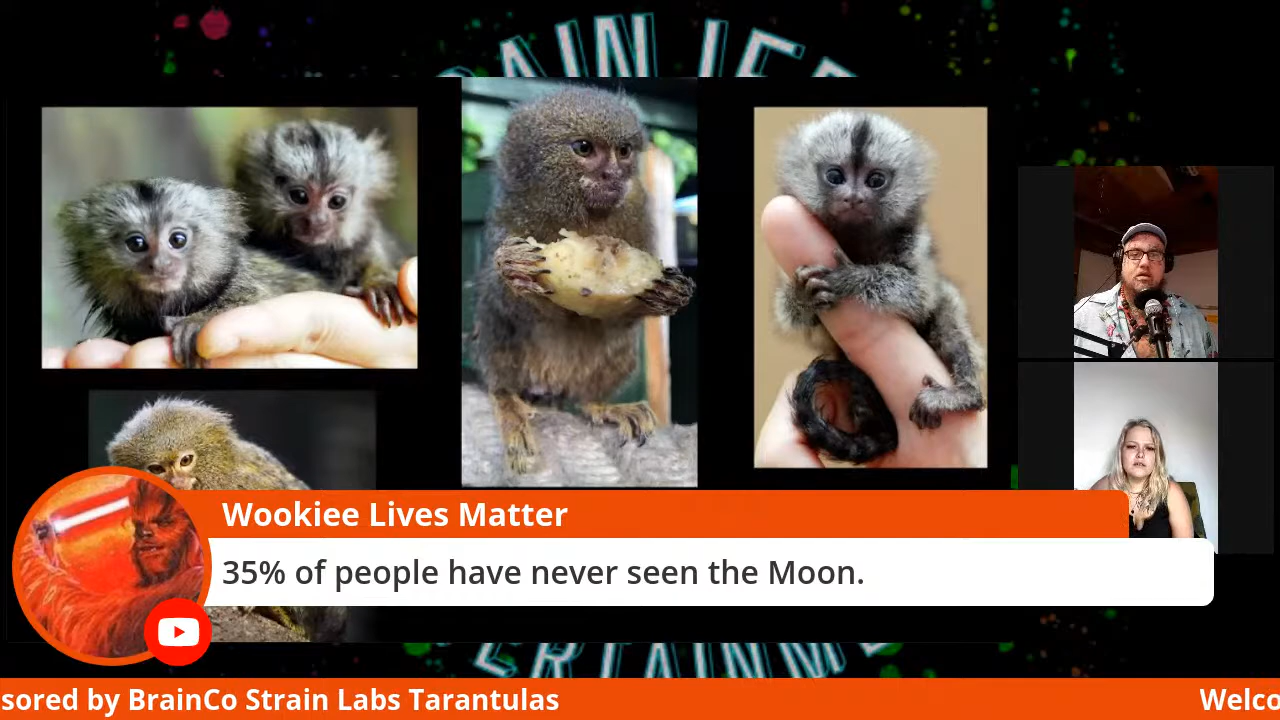 Wookiee Lives Matter
35% of people have never seen the Moon.
sored by BrainCo Strain Labs Tarantulas
Welco